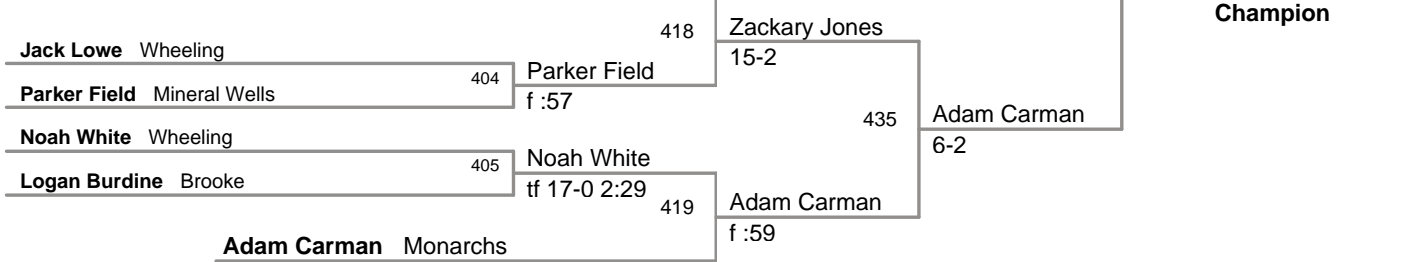 Champion
418
Zackary Jones
15-2
Jack Lowe Wheeling
404
Parker Field
f :57
Parker Field Mineral Wells
435
Adam Carman
6-2
Noah White Wheeling
405
Noah White
tf 17-0 2:29
Logan Burdine Brooke
419
Adam Carman
f :59
Adam Carman Monarchs